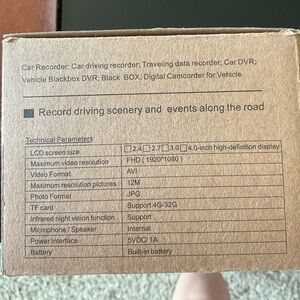 Car Recorder; Car driving recorder; Traveling data recorder; Car DVR;
Vehicle Blackbox DVR; Black BOX; Digital Camcorder for Vehicle
Record driving scenery and events along the road
Technical Parameters
LCD screen size □2.4 □2.7 □3.0 □4.0-inch high-definition display
Maximum video resolution FHD ( 1920*1080 )
Video Format AVI
Maximum resolution pictures 12M
Photo Format JPG
TF card Support 4G-32G
Infrared night vision function Support
Microphone / Speaker Internal
Power Interface 5VDC/ 1A
Battery Built-in battery